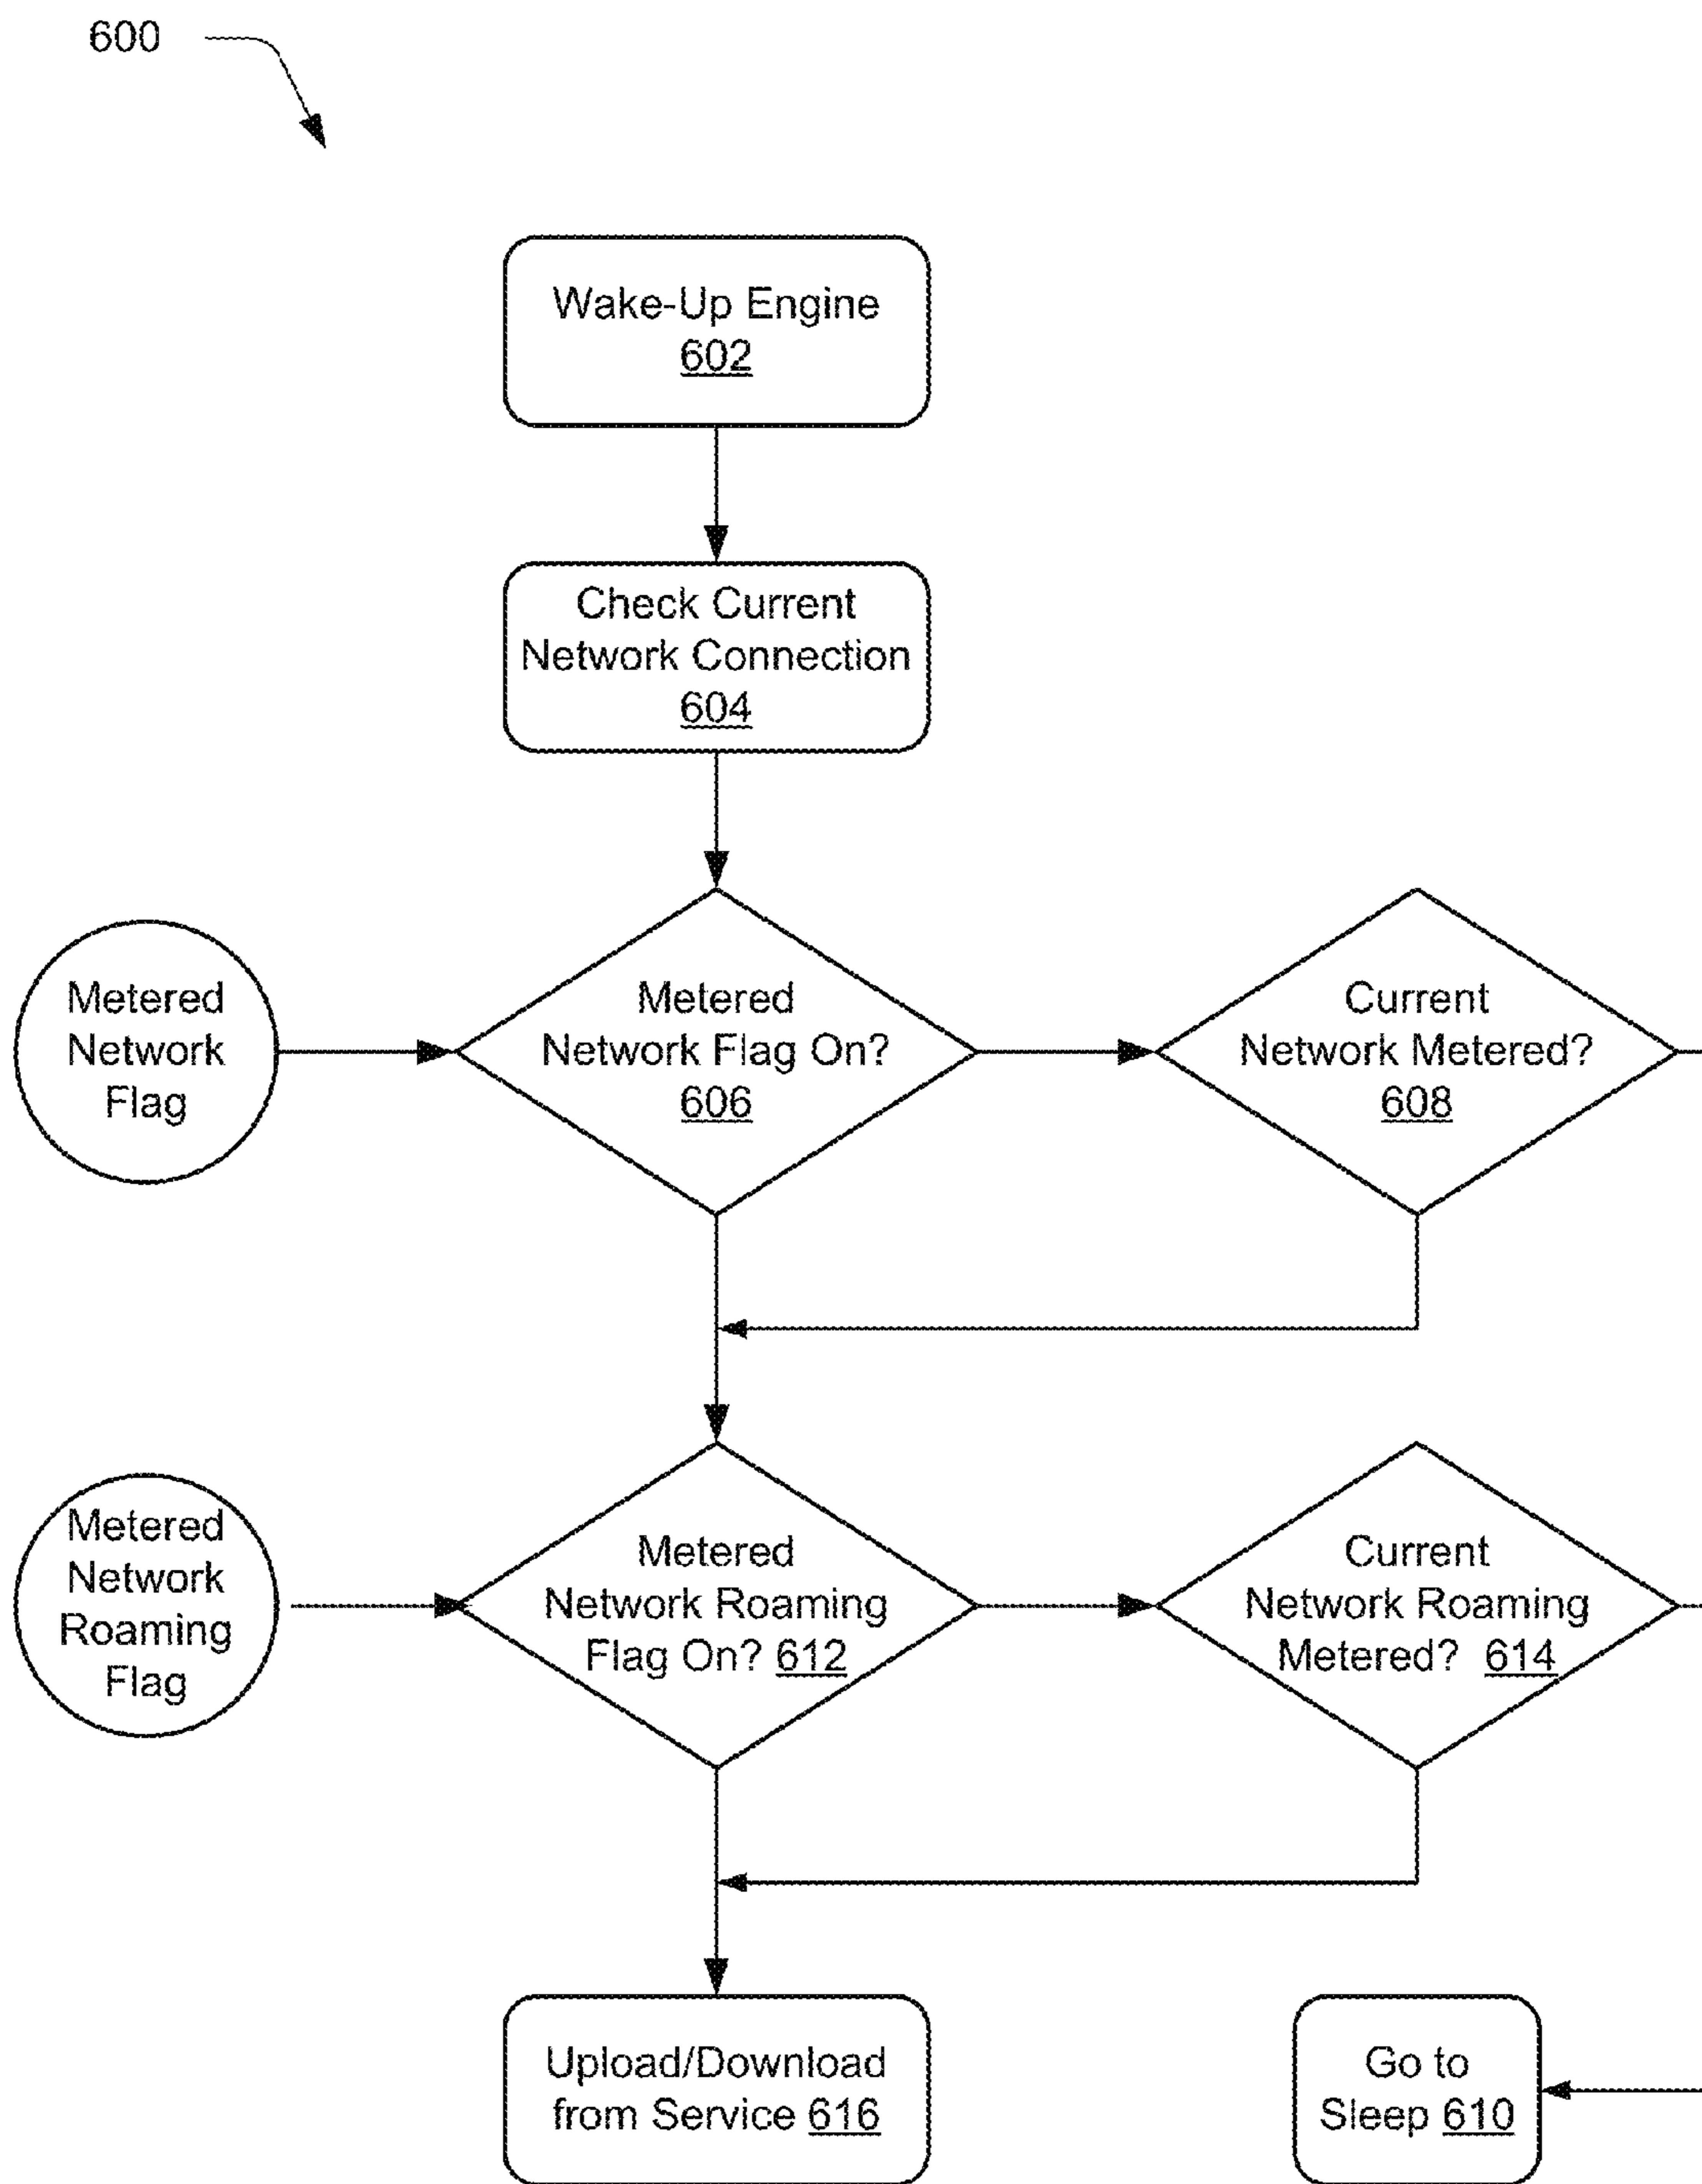 600
Wake-Up Engine
602
Check Current
Network Connection
604
Metered
Network
Flag
Metered
Network Flag On?
606
Current
Network Metered?
608
Metered
Network
Roaming
Flag
Metered
Network Roaming
Flag On? 612
Current
Network Roaming
Metered? 614
Upload/Download
from Service 616
Go to
Sleep 610